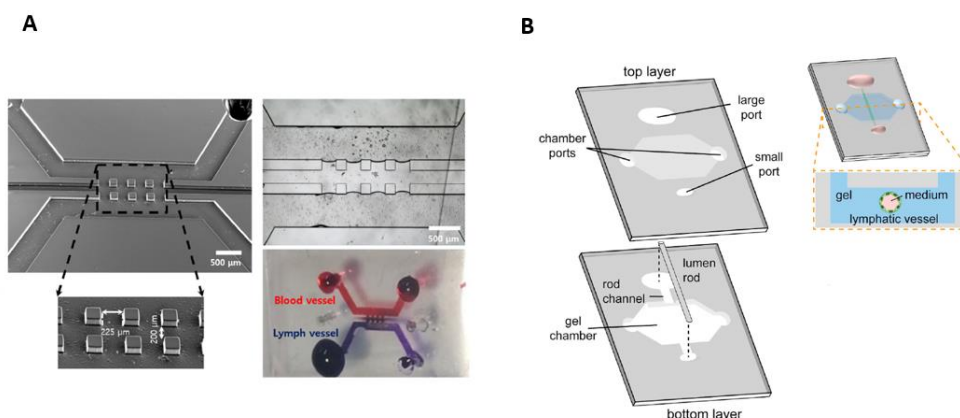 A
B
500 µm
225 µm
200 µm
500 µm
Blood vessel
Lymph vessel
top layer
large
port
chamber
ports
small
port
lumen
rod
rod
channel
gel
chamber
bottom layer
gel
medium
lymphatic vessel